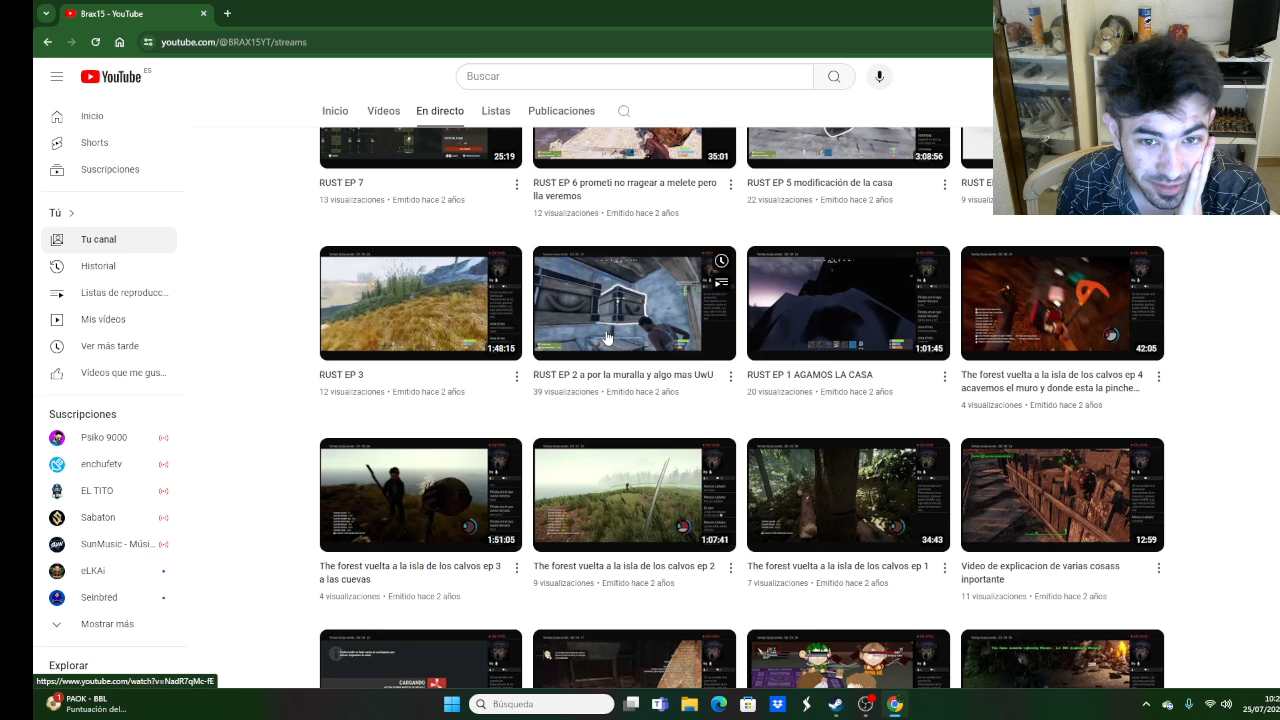 Brax15 - YouTube
youtube.com/@BRAX15YT/streams
YouTube ES
Buscar
Inicio
Shorts
Suscripciones
Tú
Tu canal
Historial
Listas de reproducc...
Mis vídeos
Ver más tarde
Vídeos que me gus...
Suscripciones
Paiko 9000
enchufetv
EL TITO
SunMusic - Músi...
eLKAi
Seinbred
Mostrar más
Explorar
Inicio Vídeos En directo Listas Publicaciones
25:19
35:01
3:08:56
RUST EP 7
13 visualizaciones • Emitido hace 2 años
RUST EP 6 prometi no rragear a melete pero
lla veremos
12 visualizaciones • Emitido hace 2 años
RUST EP 5 modificación de la casa
22 visualizaciones • Emitido hace 2 años
1:48:15
1:01:45
42:05
RUST EP 3
12 visualizaciones • Emitido hace 2 años
RUST EP 2 a por la muralla y algo mas UwU
39 visualizaciones • Emitido hace 2 años
RUST EP 1 AGAMOS LA CASA
20 visualizaciones • Emitido hace 2 años
The forest vuelta a la isla de los calvos ep 4
acavemos el muro y donde esta la pinche...
4 visualizaciones • Emitido hace 2 años
1:51:05
1:07:41
34:43
12:59
The forest vuelta a la isla de los calvos ep 3
a las cuevas
4 visualizaciones • Emitido hace 2 años
The forest vuelta a la isla de los calvos ep 2
9 visualizaciones • Emitido hace 2 años
The forest vuelta a la isla de los calvos ep 1
7 visualizaciones • Emitido hace 2 años
Video de explicacion de varias cosass
inportante
11 visualizaciones • Emitido hace 2 años
CARGANDO
https://www.youtube.com/watch?v=NadR7qMc-fE
1
PAOK - BBL
Puntuación del...
Búsqueda
10:2
25/07/202